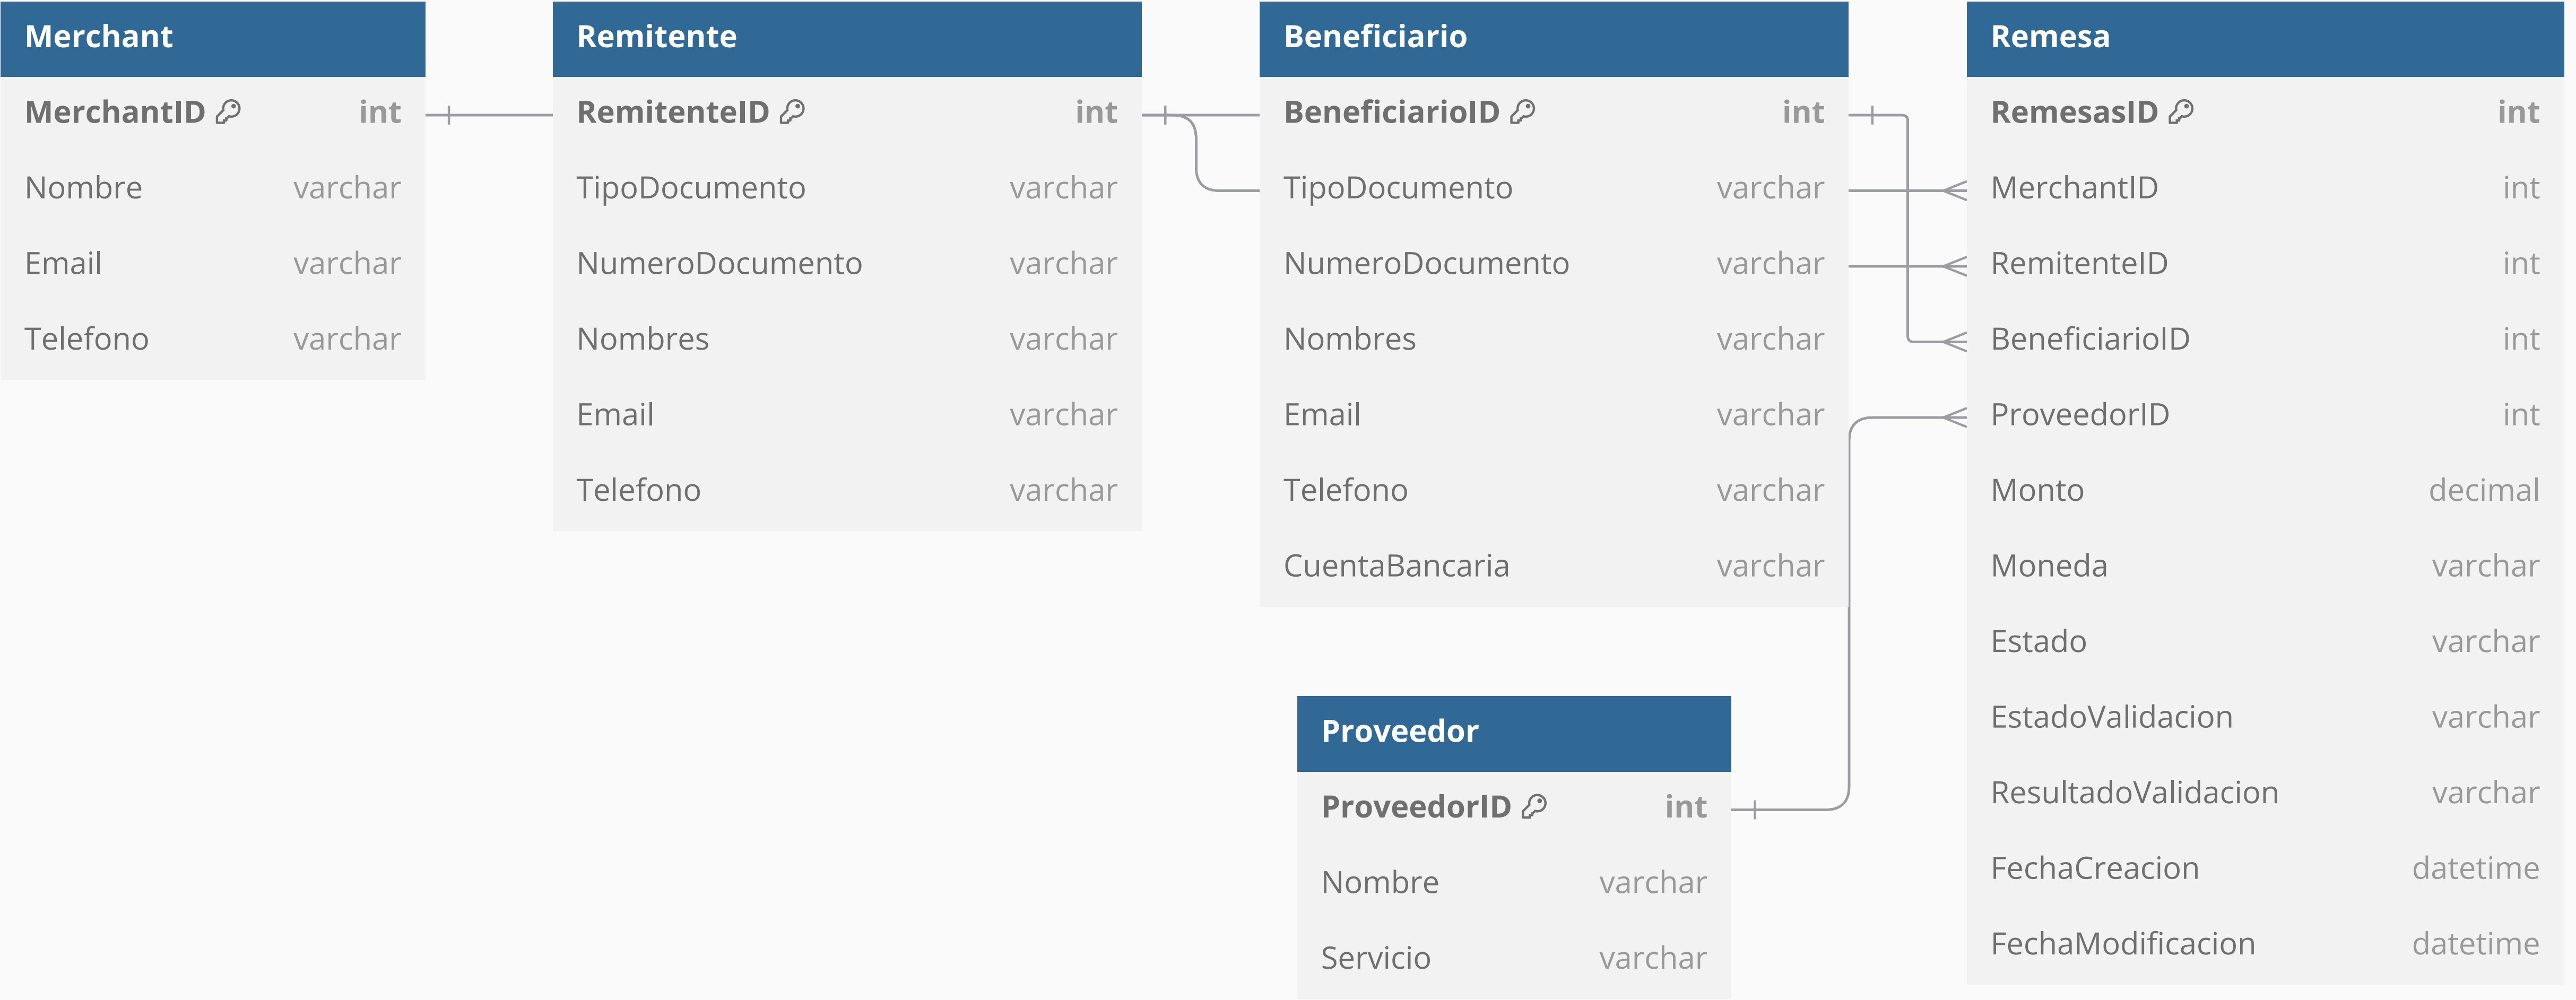 Merchant
MerchantID int
Nombre varchar
Email varchar
Telefono varchar
Remitente
RemitenteID int
TipoDocumento varchar
NumeroDocumento varchar
Nombres varchar
Email varchar
Telefono varchar
Beneficiario
BeneficiarioID int
TipoDocumento varchar
NumeroDocumento varchar
Nombres varchar
Email varchar
Telefono varchar
CuentaBancaria varchar
Proveedor
ProveedorID int
Nombre varchar
Servicio varchar
Remesa
RemesasID int
MerchantID int
RemitenteID int
BeneficiarioID int
ProveedorID int
Monto decimal
Moneda varchar
Estado varchar
EstadoValidacion varchar
ResultadoValidacion varchar
FechaCreacion datetime
FechaModificacion datetime